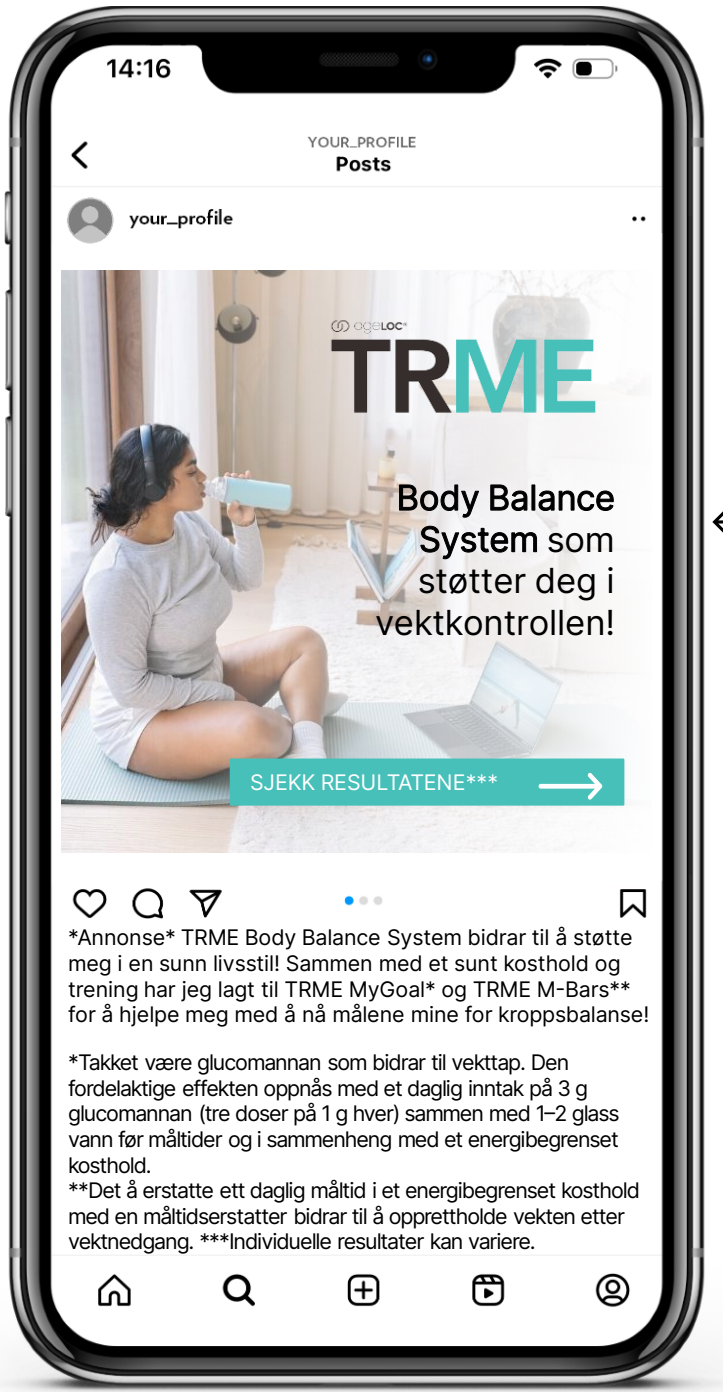 14:16
YOUR_PROFILE
Posts
your_profile
ageLOC
TRME
Body Balance
System som
støtter deg i
vektkontrollen!
SJEKK RESULTATENE***
*Annonse* TRME Body Balance System bidrar til å støtte
meg i en sunn livsstil! Sammen med et sunt kosthold og
trening har jeg lagt til TRME MyGoal* og TRME M-Bars**
for å hjelpe meg med å nå målene mine for kroppsbalanse!
*Takket være glucomannan som bidrar til vekttap. Den
fordelaktige effekten oppnås med et daglig inntak på 3 g
glucomannan (tre doser på 1 g hver) sammen med 1–2 glass
vann før måltider og i sammenheng med et energibegrenset
kosthold.
**Det å erstatte ett daglig måltid i et energibegrenset kosthold
med en måltidserstatter bidrar til å opprettholde vekten etter
vektnedgang. ***Individuelle resultater kan variere.